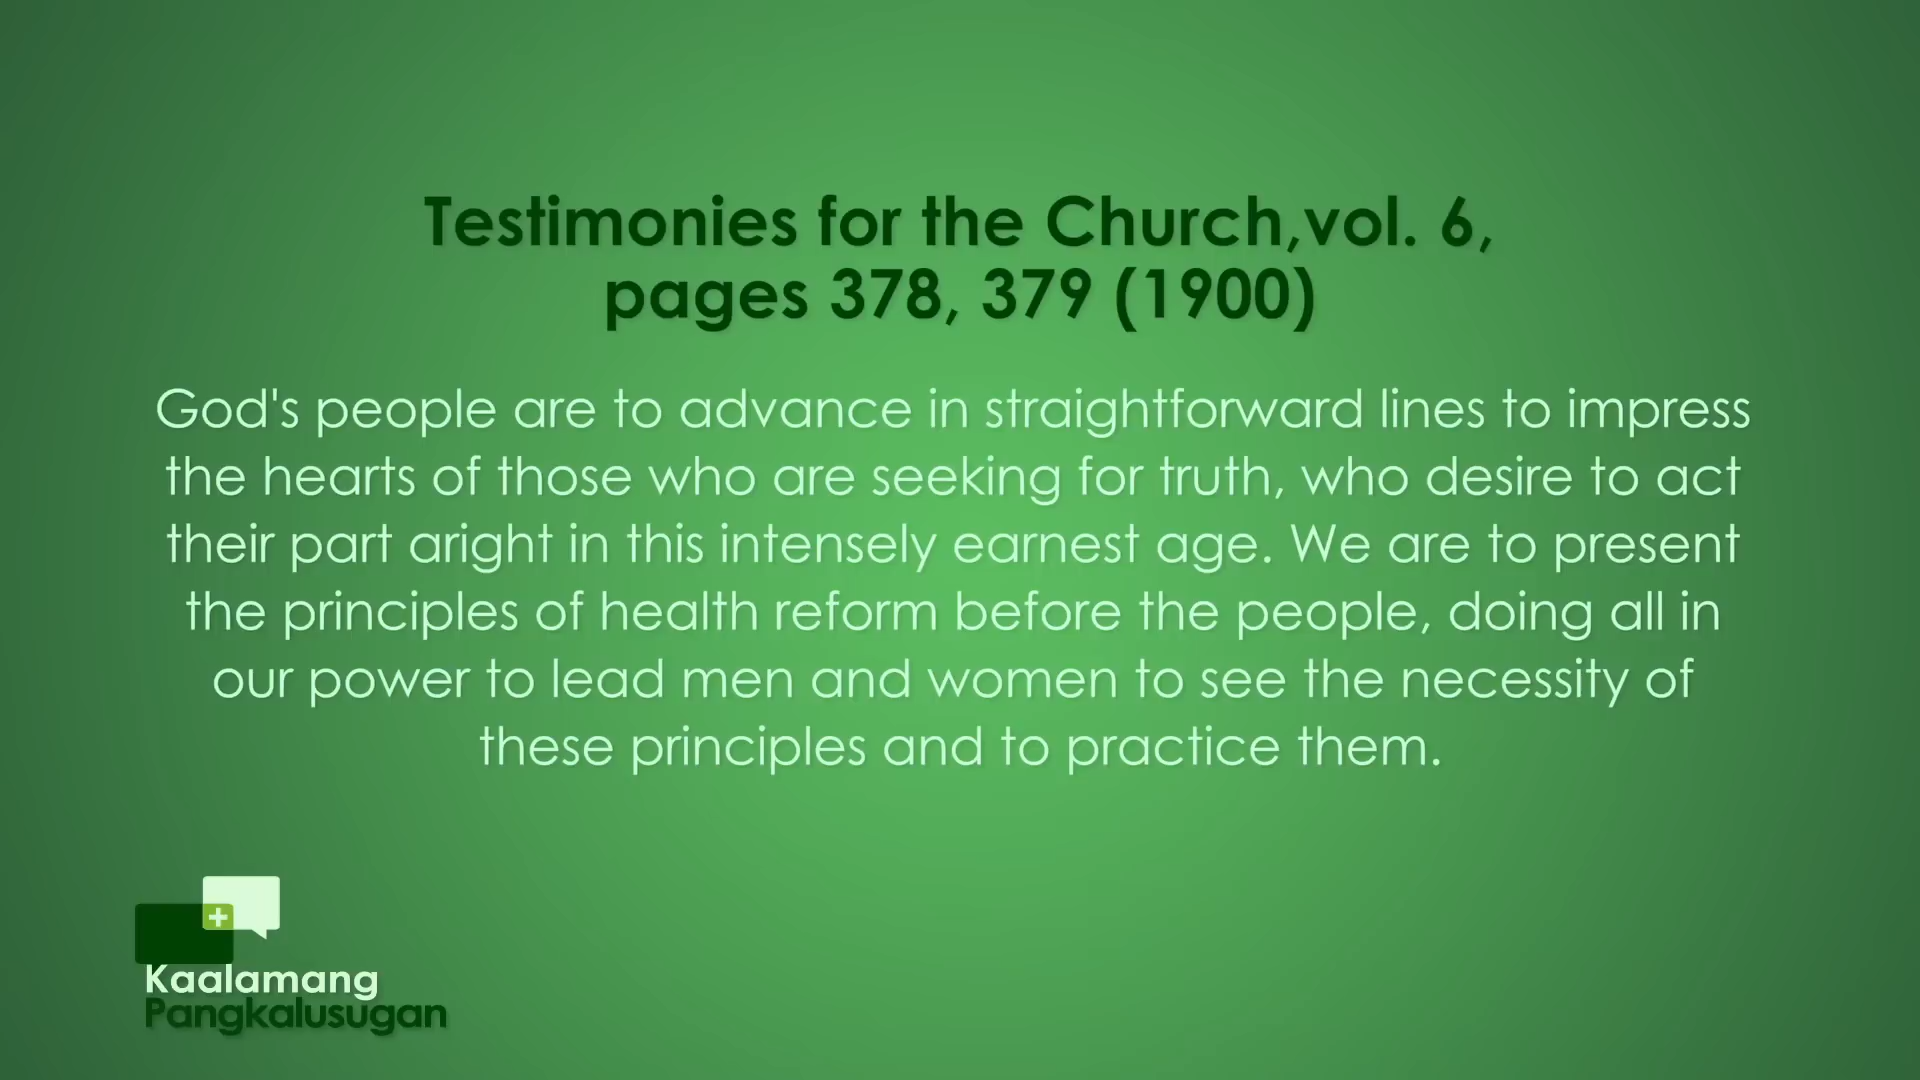 Testimonies for the Church,vol. 6,
pages 378, 379 (1900)
God's people are to advance in straightforward lines to impress
the hearts of those who are seeking for truth, who desire to act
their part aright in this intensely earnest age. We are to present
the principles of health reform before the people, doing all in
our power to lead men and women to see the necessity of
these principles and to practice them.
Kaalamang
Pangkalusugan